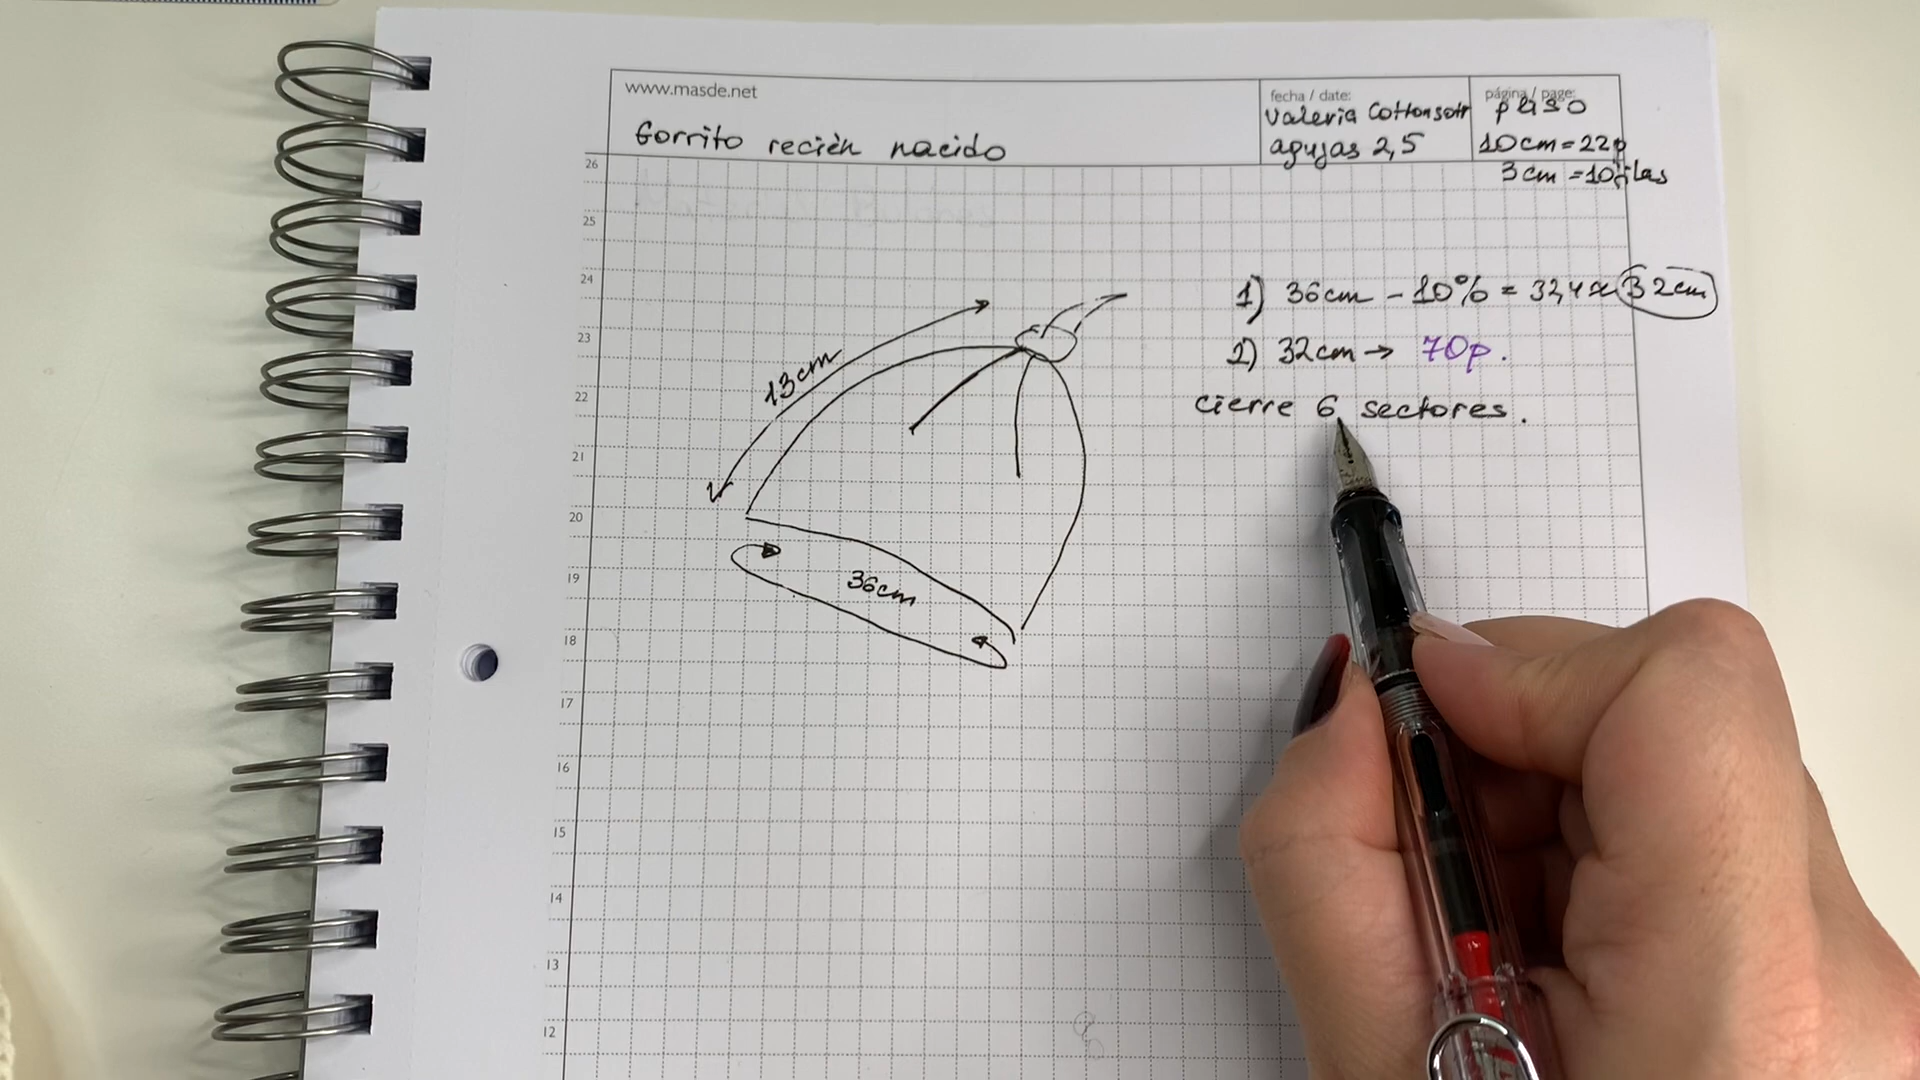 www.masde.net
Gorrito recièn nacido
fecha / date:
Valeria Cottonsoft
agujas 2,5
página / page:
p liso
10cm = 22p
3cm = 10filas
26
25
24
23
22
21
20
19
18
17
16
15
14
13
12
13cm
36cm
1) 36cm - 10% = 32,4 ≈ 32cm
2) 32cm → 70p.
cierre 6 sectores.